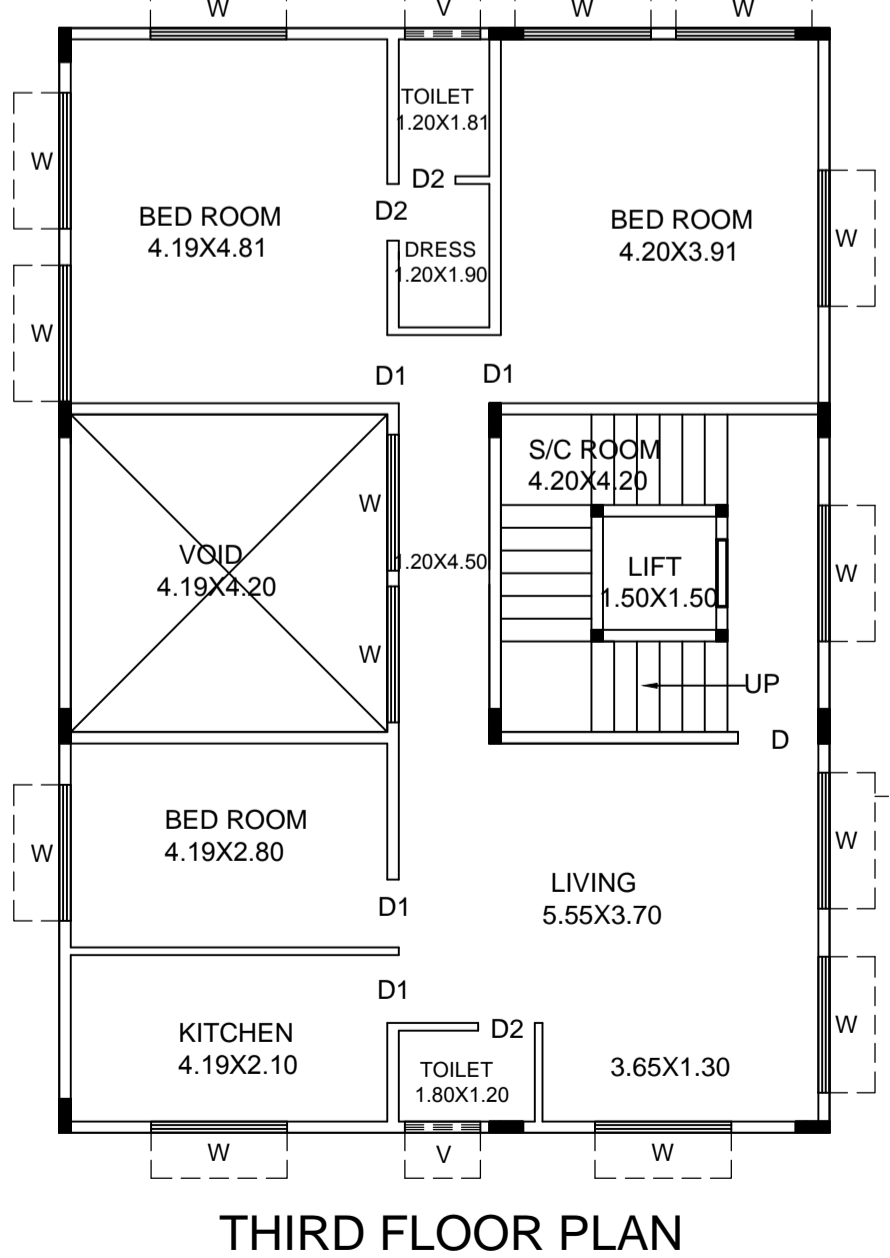 W
V
W
W
TOILET
1.20X1.81
W
D2
BED ROOM
4.19X4.81
D2
BED ROOM
4.20X3.91
W
DRESS
1.20X1.90
W
D1
D1
S/C ROOM
4.20X4.20
W
VOID
4.19X4.20
1.20X4.50
LIFT
1.50X1.50
W
W
UP
D
BED ROOM
4.19X2.80
W
W
LIVING
5.55X3.70
D1
D1
KITCHEN
4.19X2.10
D2
W
TOILET
1.80X1.20
3.65X1.30
W
V
W
THIRD FLOOR PLAN